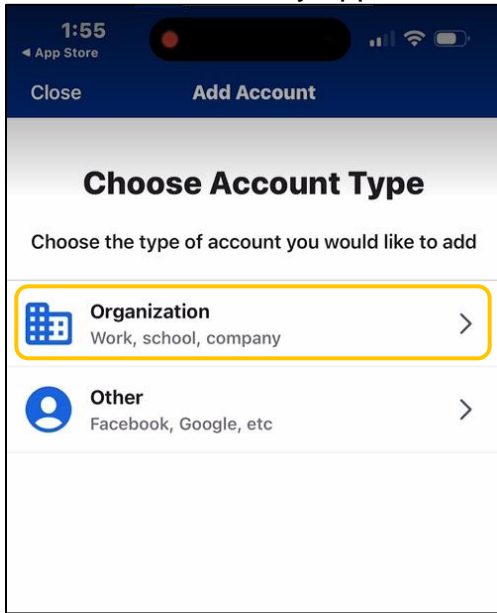 1:55
◀ App Store
Close
Add Account
Choose Account Type
Choose the type of account you would like to add
Organization
Work, school, company
Other
Facebook, Google, etc